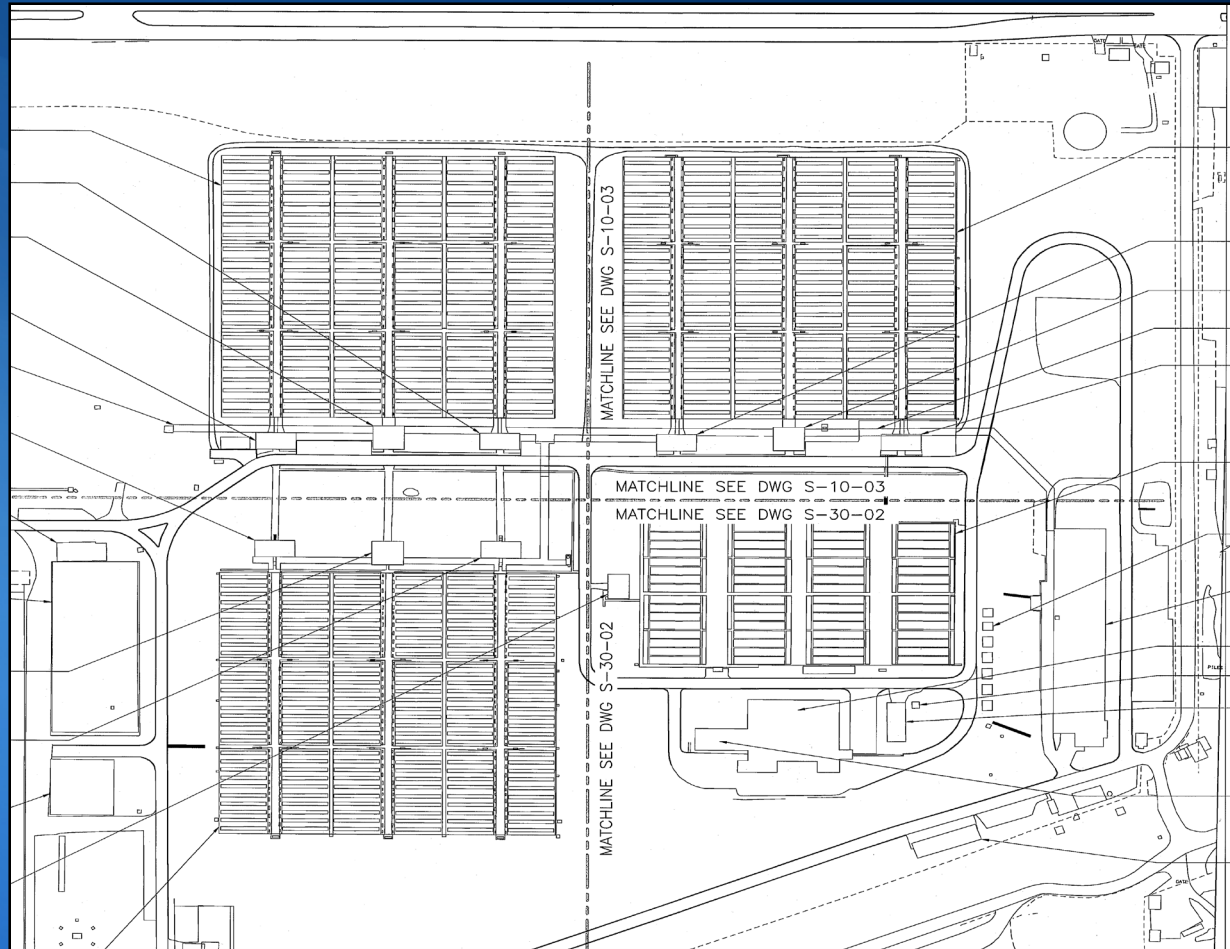 GATE
GATE
MATCHLINE SEE DWG S-10-03
MATCHLINE SEE DWG S-10-03
MATCHLINE SEE DWG S-30-02
MATCHLINE SEE DWG S-30-02
PILES
GATE